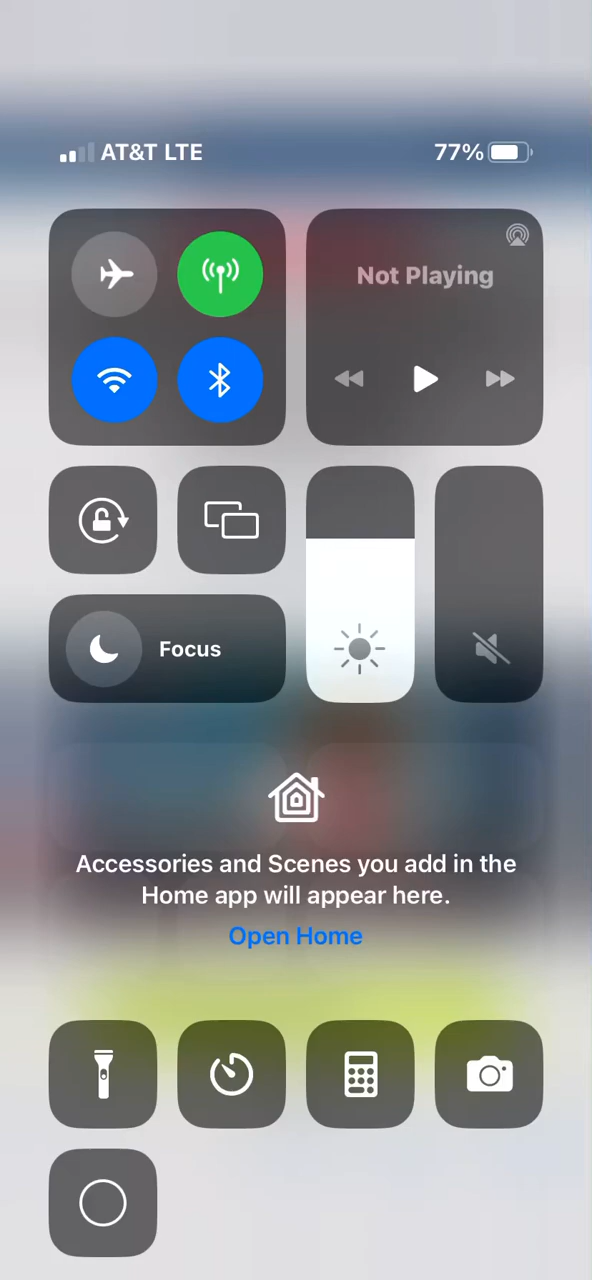 AT&T LTE
77%
Not Playing
Focus
Accessories and Scenes you add in the
Home app will appear here.
Open Home